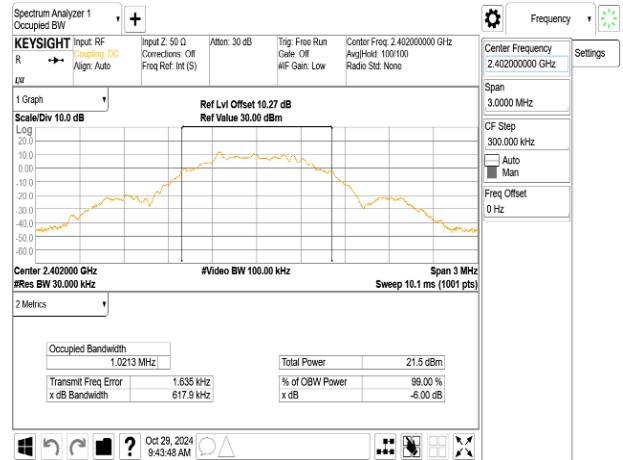 Spectrum Analyzer 1
Occupied BW
Frequency
KEYSIGHT
Input: RF
Coupling: DC
Align: Auto
Input Z: 50 Ω
Corrections: Off
Freq Ref: Int (S)
Atten: 30 dB
Trig: Free Run
Gate: Off
#IF Gain: Low
Center Freq: 2.402000000 GHz
Avg|Hold: 100/100
Radio Std: None
R
LXI
Center Frequency
2.402000000 GHz
Settings
Span
3.0000 MHz
CF Step
300.000 kHz
Auto
Man
Freq Offset
0 Hz
1 Graph
Scale/Div 10.0 dB
Ref Lvl Offset 10.27 dB
Ref Value 30.00 dBm
Log
20.0
10.0
0.00
-10.0
-20.0
-30.0
-40.0
-50.0
-60.0
Center 2.402000 GHz
#Res BW 30.000 kHz
#Video BW 100.00 kHz
Span 3 MHz
Sweep 10.1 ms (1001 pts)
2 Metrics
Occupied Bandwidth
1.0213 MHz
Total Power 21.5 dBm
Transmit Freq Error 1.635 kHz
% of OBW Power 99.00 %
x dB Bandwidth 617.9 kHz
x dB -6.00 dB
?
Oct 29, 2024
9:43:48 AM